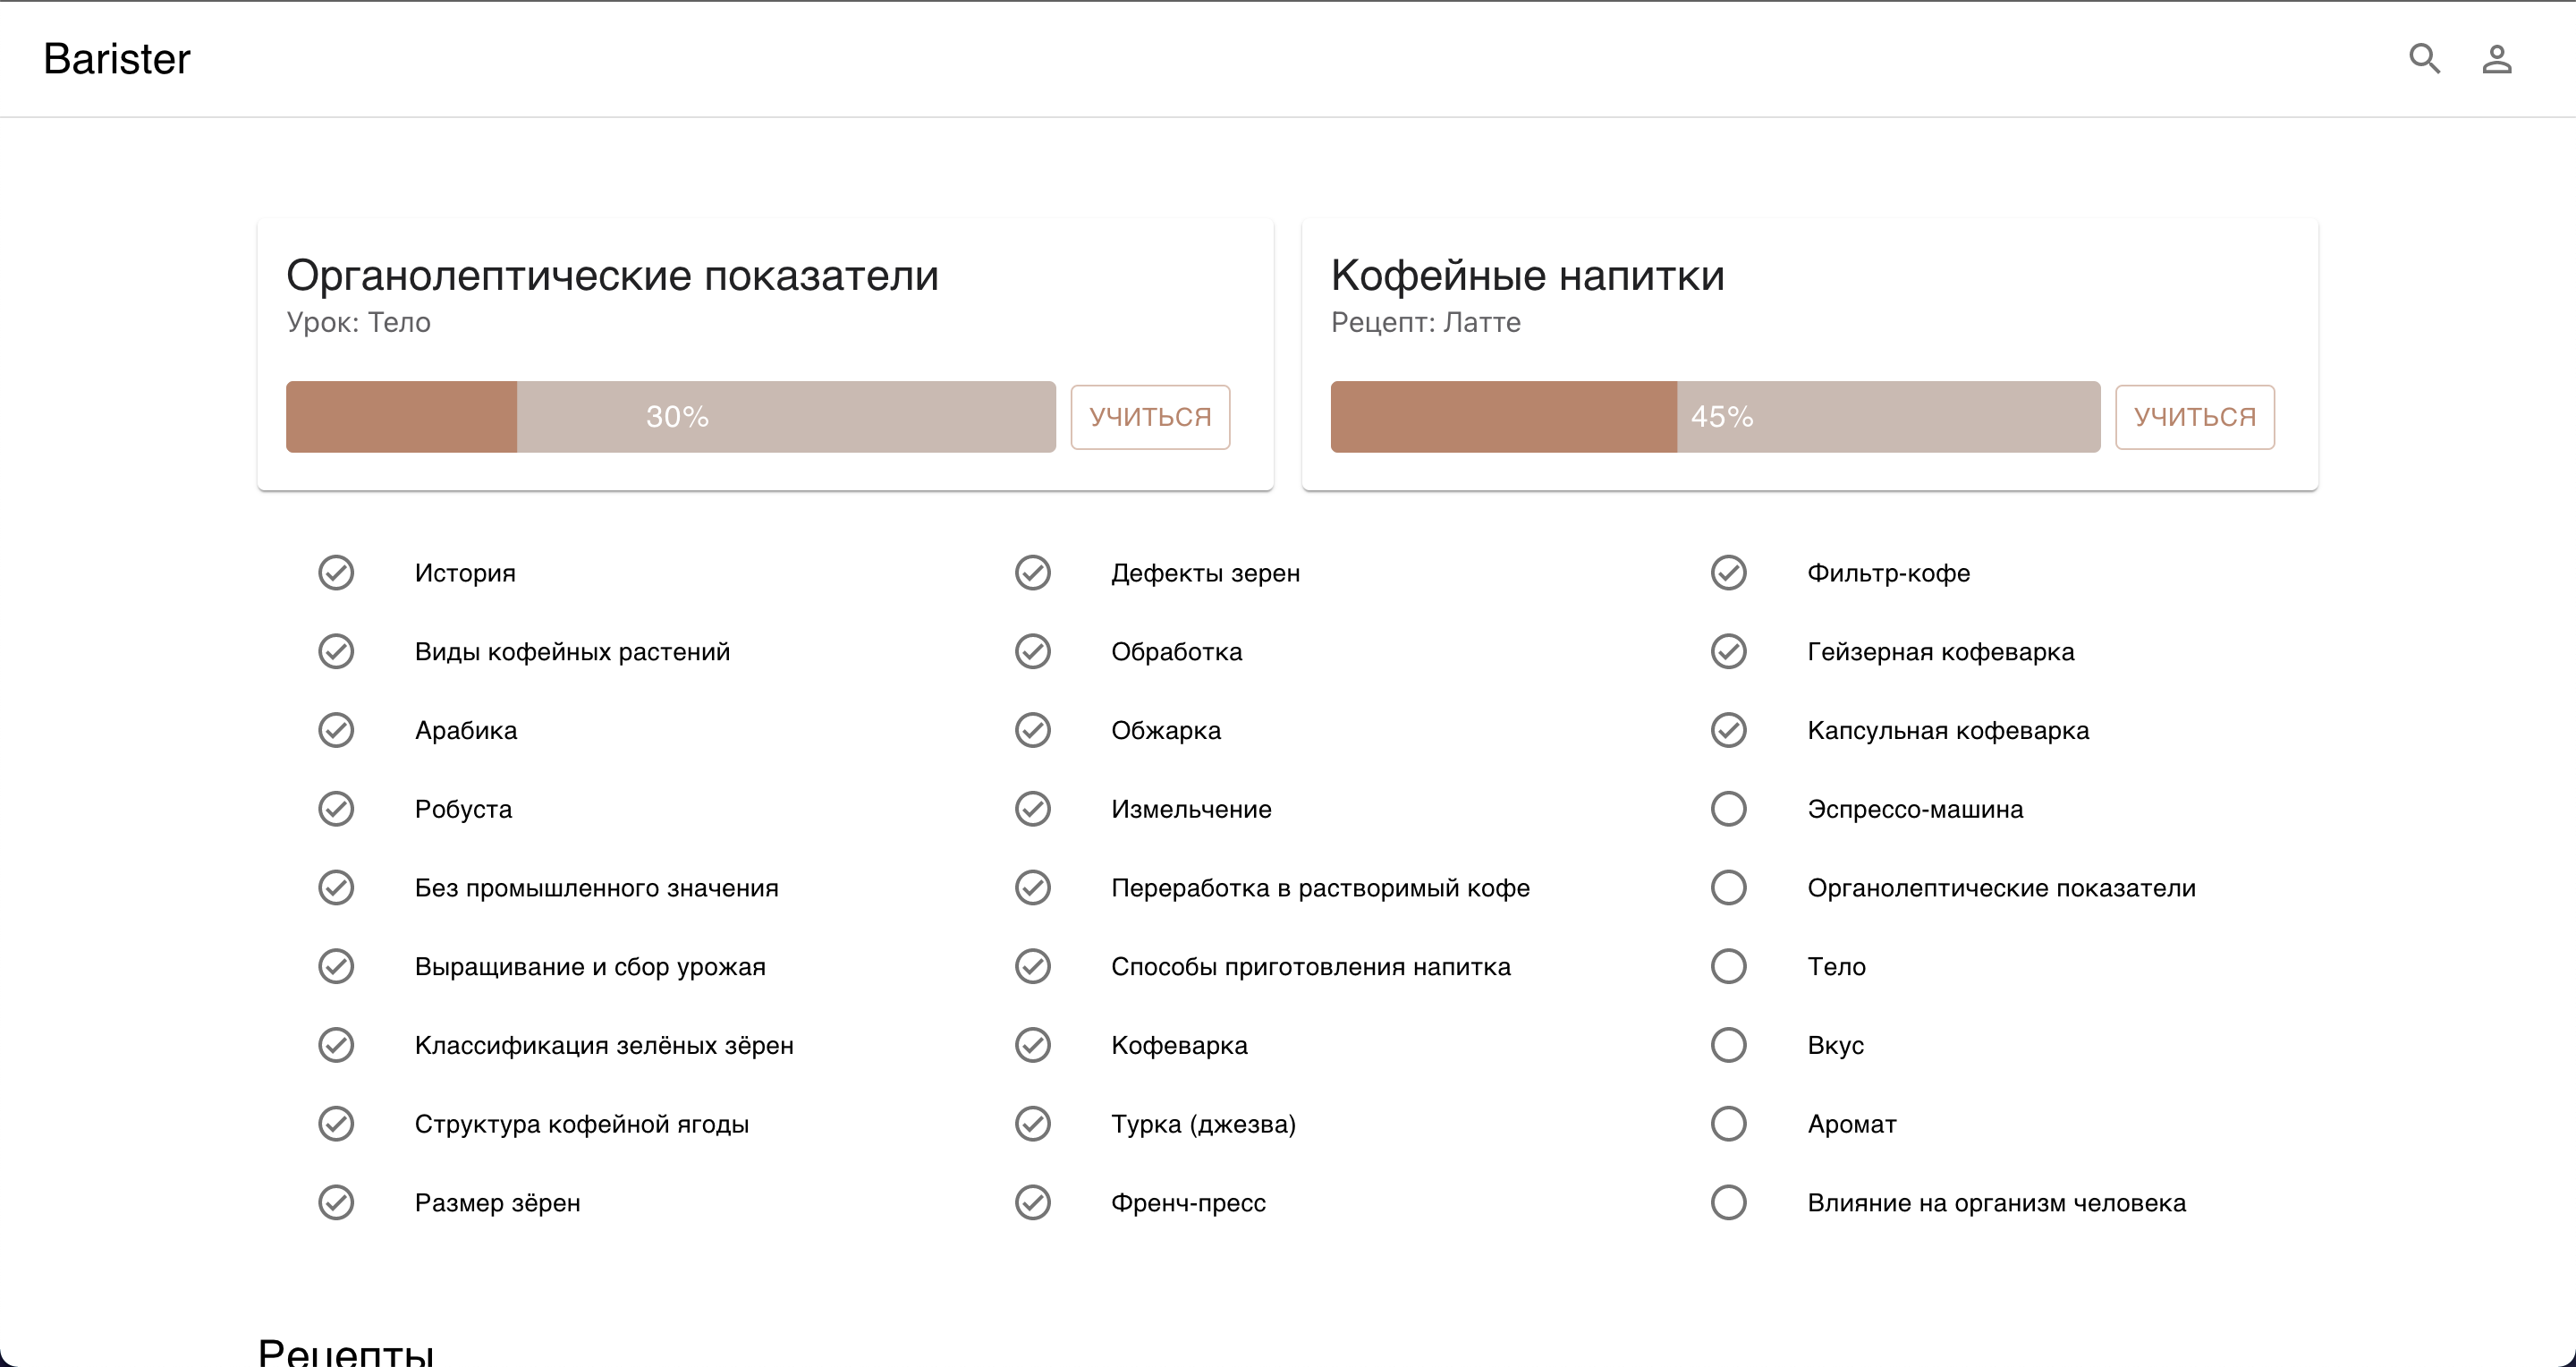 Barister
Органолептические показатели
Урок: Тело
30%
УЧИТЬСЯ
Кофейные напитки
Рецепт: Латте
45%
УЧИТЬСЯ
История
Виды кофейных растений
Арабика
Робуста
Без промышленного значения
Выращивание и сбор урожая
Классификация зелёных зёрен
Структура кофейной ягоды
Размер зёрен
Дефекты зерен
Обработка
Обжарка
Измельчение
Переработка в растворимый кофе
Способы приготовления напитка
Кофеварка
Турка (джезва)
Френч-пресс
Фильтр-кофе
Гейзерная кофеварка
Капсульная кофеварка
Эспрессо-машина
Органолептические показатели
Тело
Вкус
Аромат
Влияние на организм человека
Рецепты